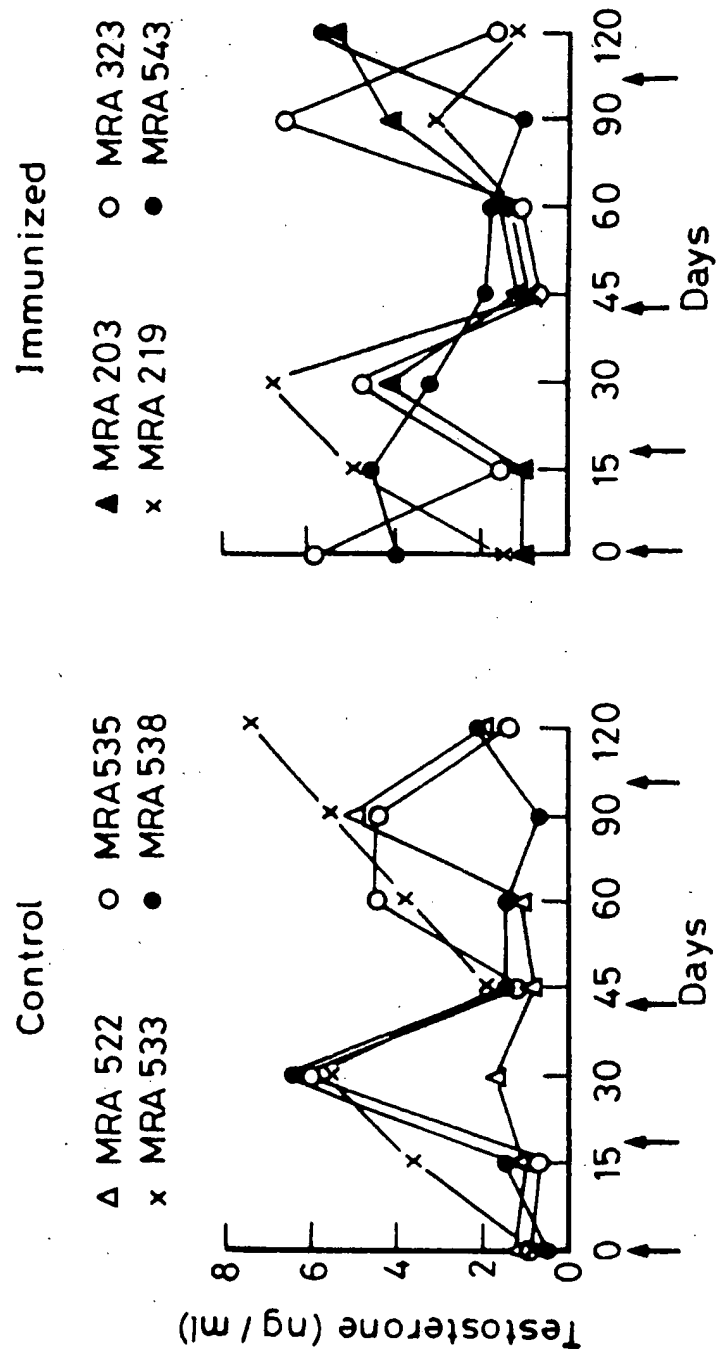 Control
△ MRA 522 ○ MRA535
× MRA 533 ● MRA 538
Testosterone (ng / ml)
8
6
4
2
0
0 15 30 45 60 90 120
Days
Immunized
▲ MRA 203 ○ MRA 323
× MRA 219 ● MRA 543
0 15 30 45 60 90 120
Days